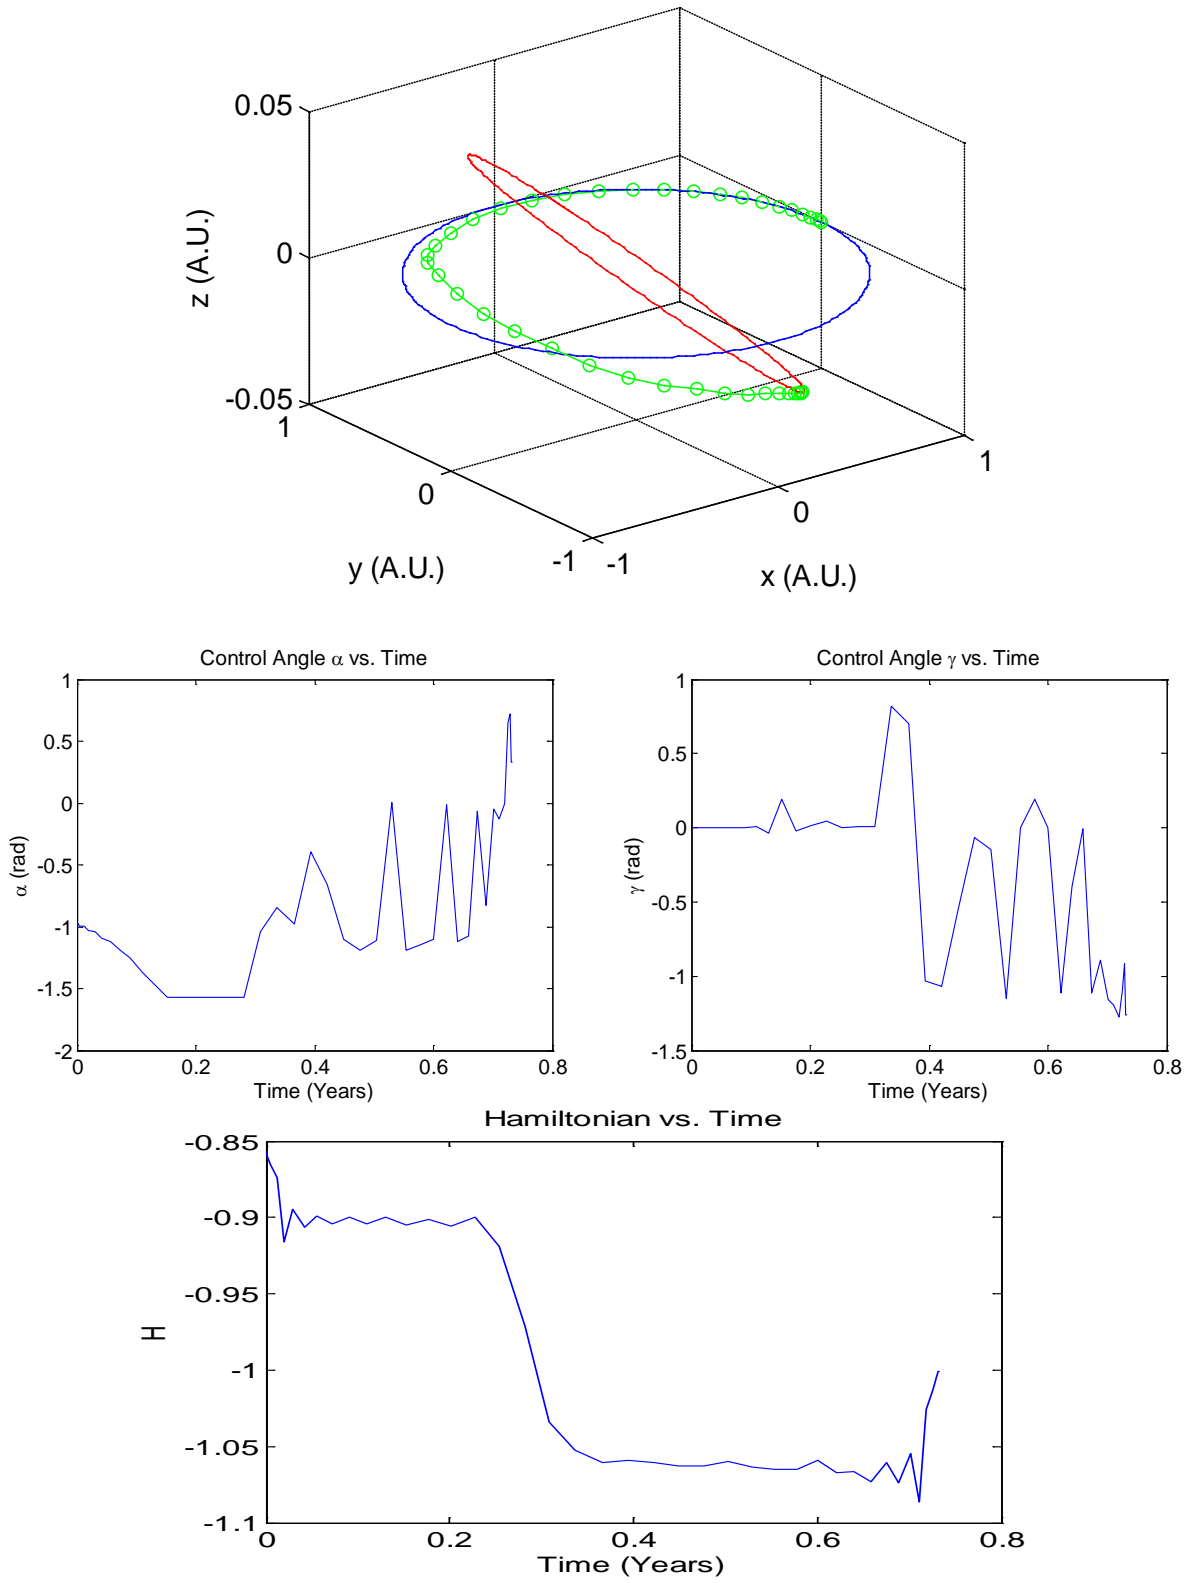 0.05
0
-0.05
z (A.U.)
1
0
-1
y (A.U.)
-1
0
1
x (A.U.)
Control Angle α vs. Time
1
0.5
0
-0.5
-1
-1.5
-2
α (rad)
0 0.2 0.4 0.6 0.8
Time (Years)
Control Angle γ vs. Time
1
0.5
0
-0.5
-1
-1.5
γ (rad)
0 0.2 0.4 0.6 0.8
Time (Years)
Hamiltonian vs. Time
-0.85
-0.9
-0.95
-1
-1.05
-1.1
H
0 0.2 0.4 0.6 0.8
Time (Years)